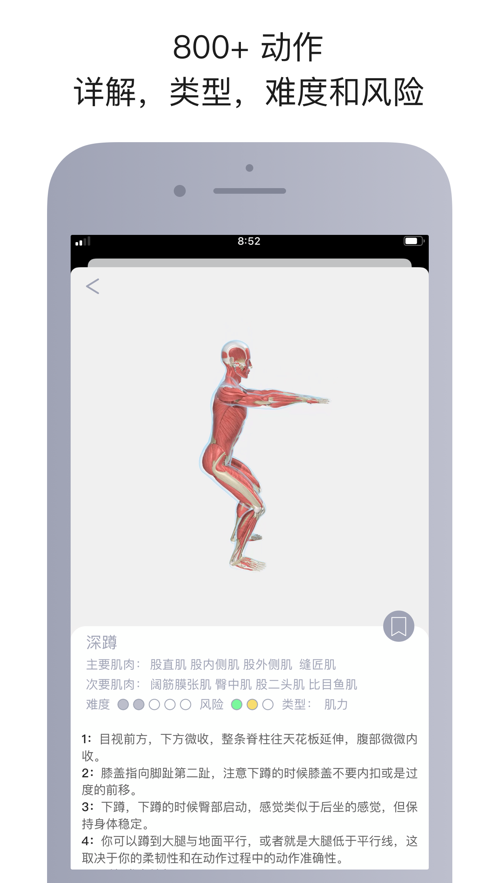 800+ 动作
详解，类型，难度和风险
8:52
深蹲
主要肌肉： 股直肌 股内侧肌 股外侧肌 缝匠肌
次要肌肉： 阔筋膜张肌 臀中肌 股二头肌 比目鱼肌
难度 风险 类型： 肌力
1：目视前方，下方微收，整条脊柱往天花板延伸，腹部微微内
收。
2：膝盖指向脚趾第二趾，注意下蹲的时候膝盖不要内扣或是过
度的前移。
3：下蹲，下蹲的时候臀部启动，感觉类似于后坐的感觉，但保
持身体稳定。
4：你可以蹲到大腿与地面平行，或者就是大腿低于平行线，这
取决于你的柔韧性和在动作过程中的动作准确性。